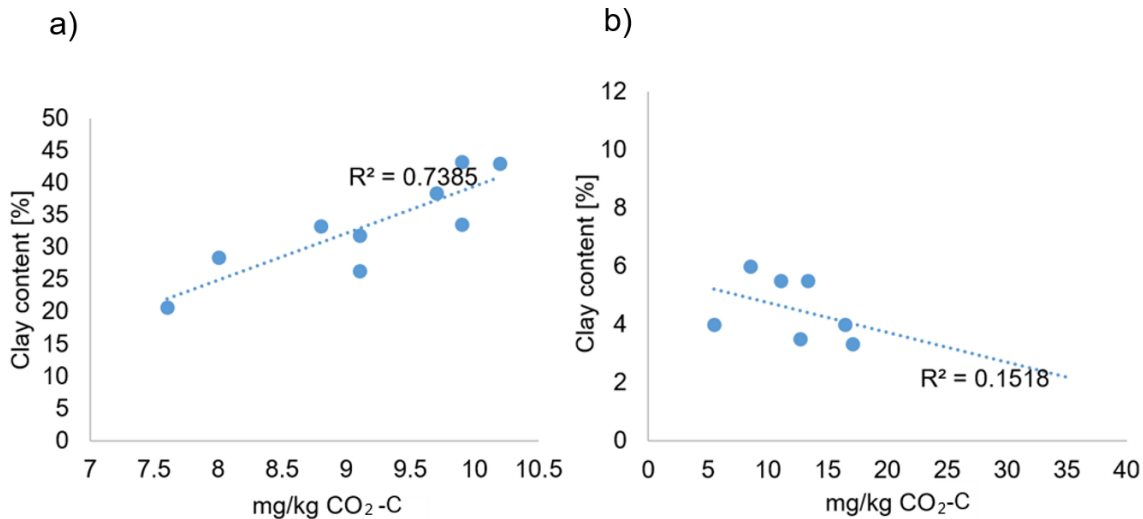 a)
50
45
40
35
30
25
20
15
10
5
0
Clay content [%]
R² = 0.7385
7 7.5 8 8.5 9 9.5 10 10.5
mg/kg CO₂-C
b)
12
10
8
6
4
2
0
Clay content [%]
R² = 0.1518
0 5 10 15 20 25 30 35 40
mg/kg CO₂-C